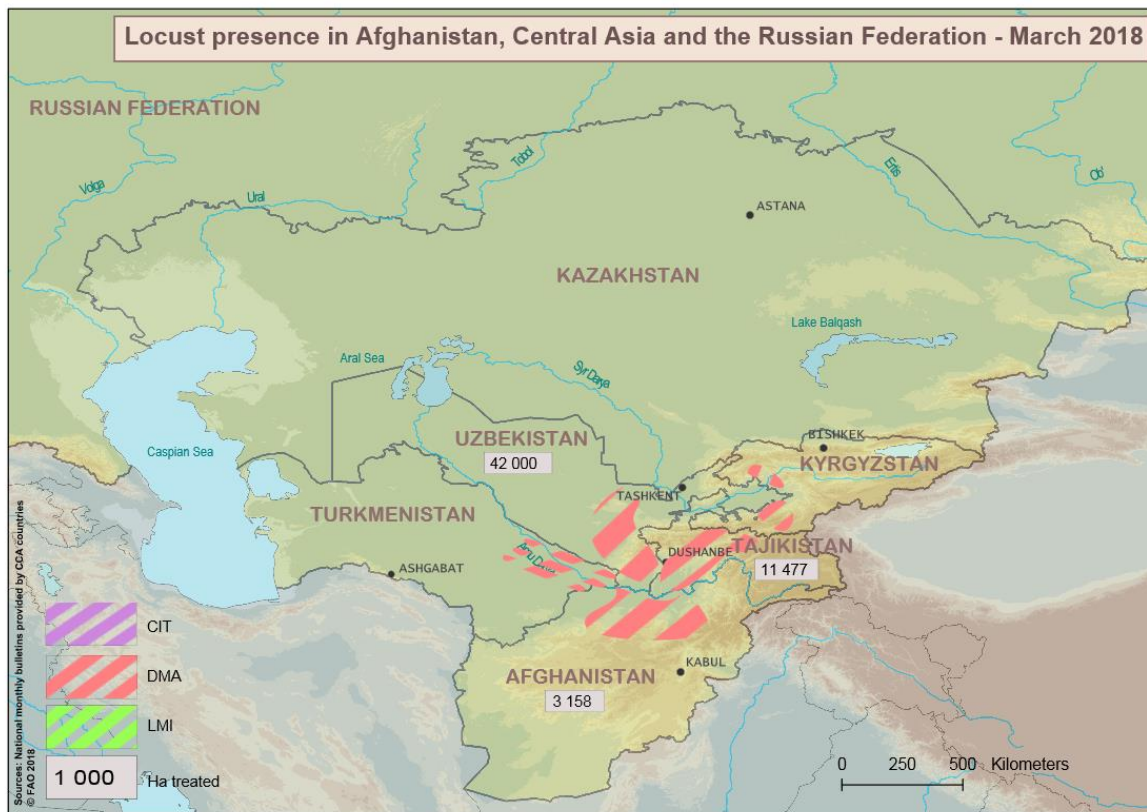 Locust presence in Afghanistan, Central Asia and the Russian Federation - March 2018
RUSSIAN FEDERATION
Volga
Ural
Tobol
Ertis
Ob'
ASTANA
KAZAKHSTAN
Lake Balqash
Aral Sea
Syr Darya
Caspian Sea
UZBEKISTAN
42 000
BISHKEK
KYRGYZSTAN
TASHKENT
TURKMENISTAN
Amu Darya
DUSHANBE
TAJIKISTAN
11 477
ASHGABAT
KABUL
AFGHANISTAN
3 158
CIT
DMA
LMI
1 000 Ha treated
0 250 500 Kilometers
Sources: National monthly bulletins provided by CCA countries
© FAO 2018